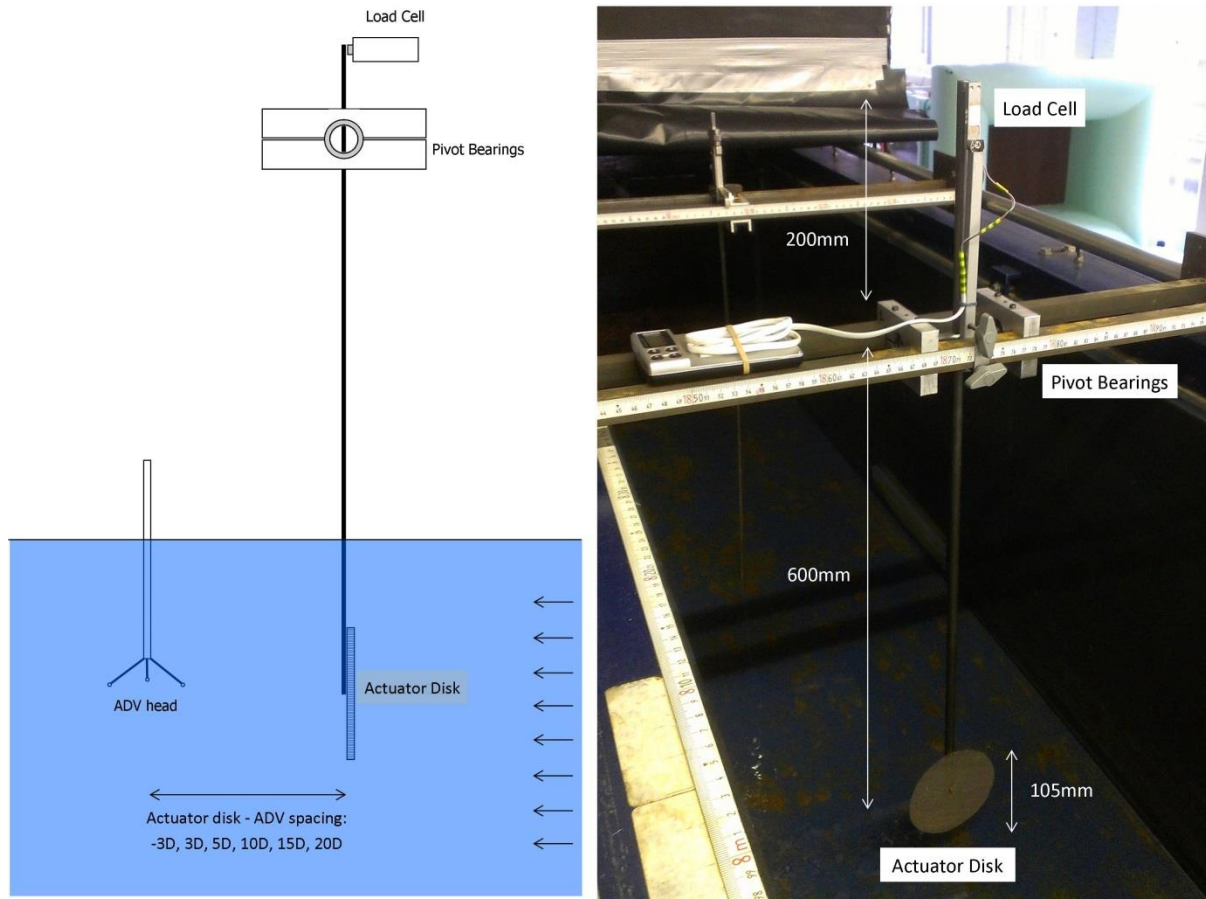 Load Cell
Pivot Bearings
ADV head
Actuator Disk
Actuator disk - ADV spacing:
-3D, 3D, 5D, 10D, 15D, 20D
Load Cell
200mm
Pivot Bearings
600mm
105mm
Actuator Disk
8 m